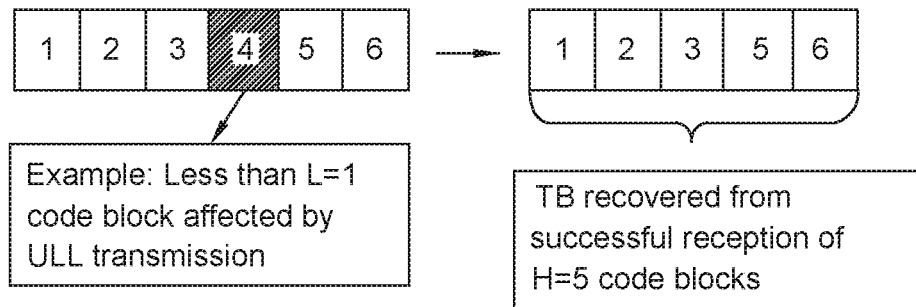 1 2 3 4 5 6
1 2 3 5 6
Example: Less than L=1
code block affected by
ULL transmission
TB recovered from
successful reception of
H=5 code blocks